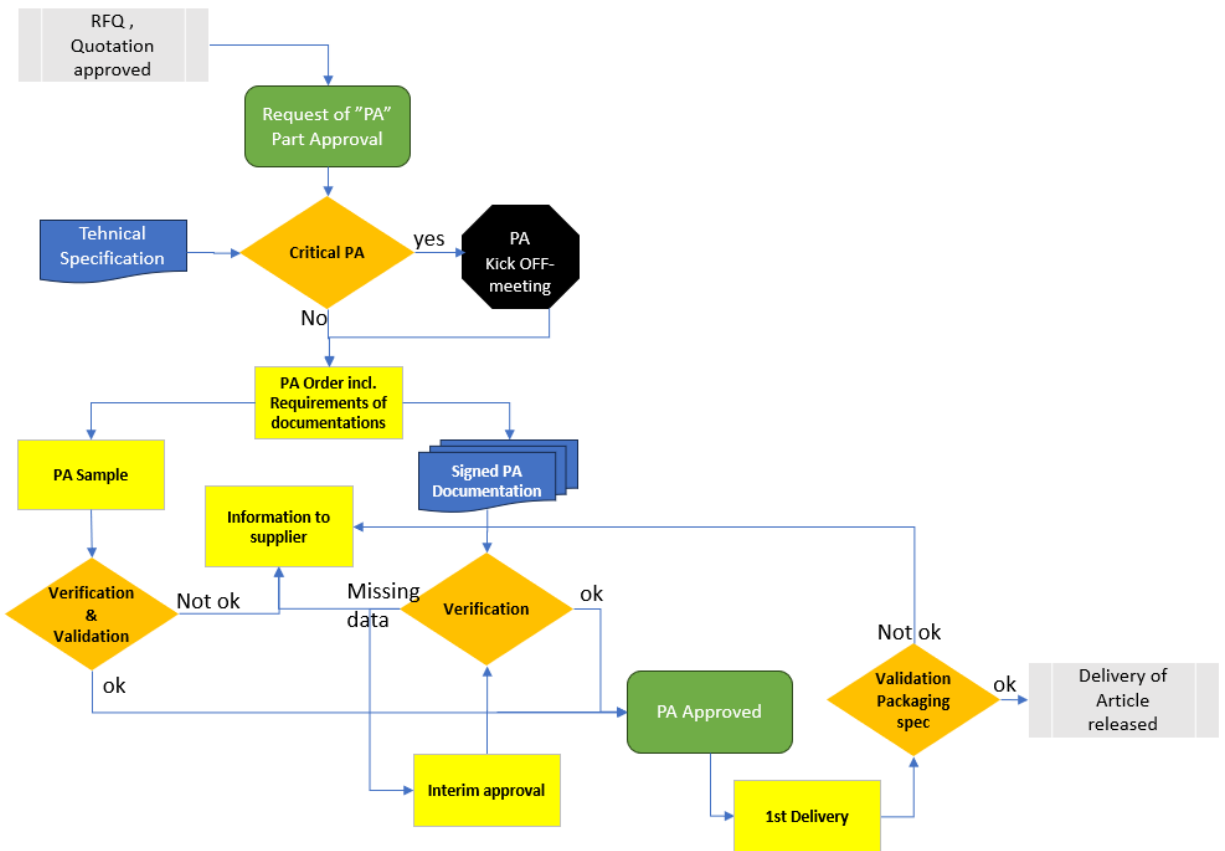 RFQ ,
Quotation
approved
Request of ”PA”
Part Approval
Tehnical
Specification
Critical PA
yes
PA
Kick OFF-
meeting
No
PA Order incl.
Requirements of
documentations
PA Sample
Signed PA
Documentation
Information to
supplier
Verification
&
Validation
Not ok
Missing
data
Verification
ok
Not ok
ok
PA Approved
Validation
Packaging
spec
ok
Delivery of
Article
released
Interim approval
1st Delivery